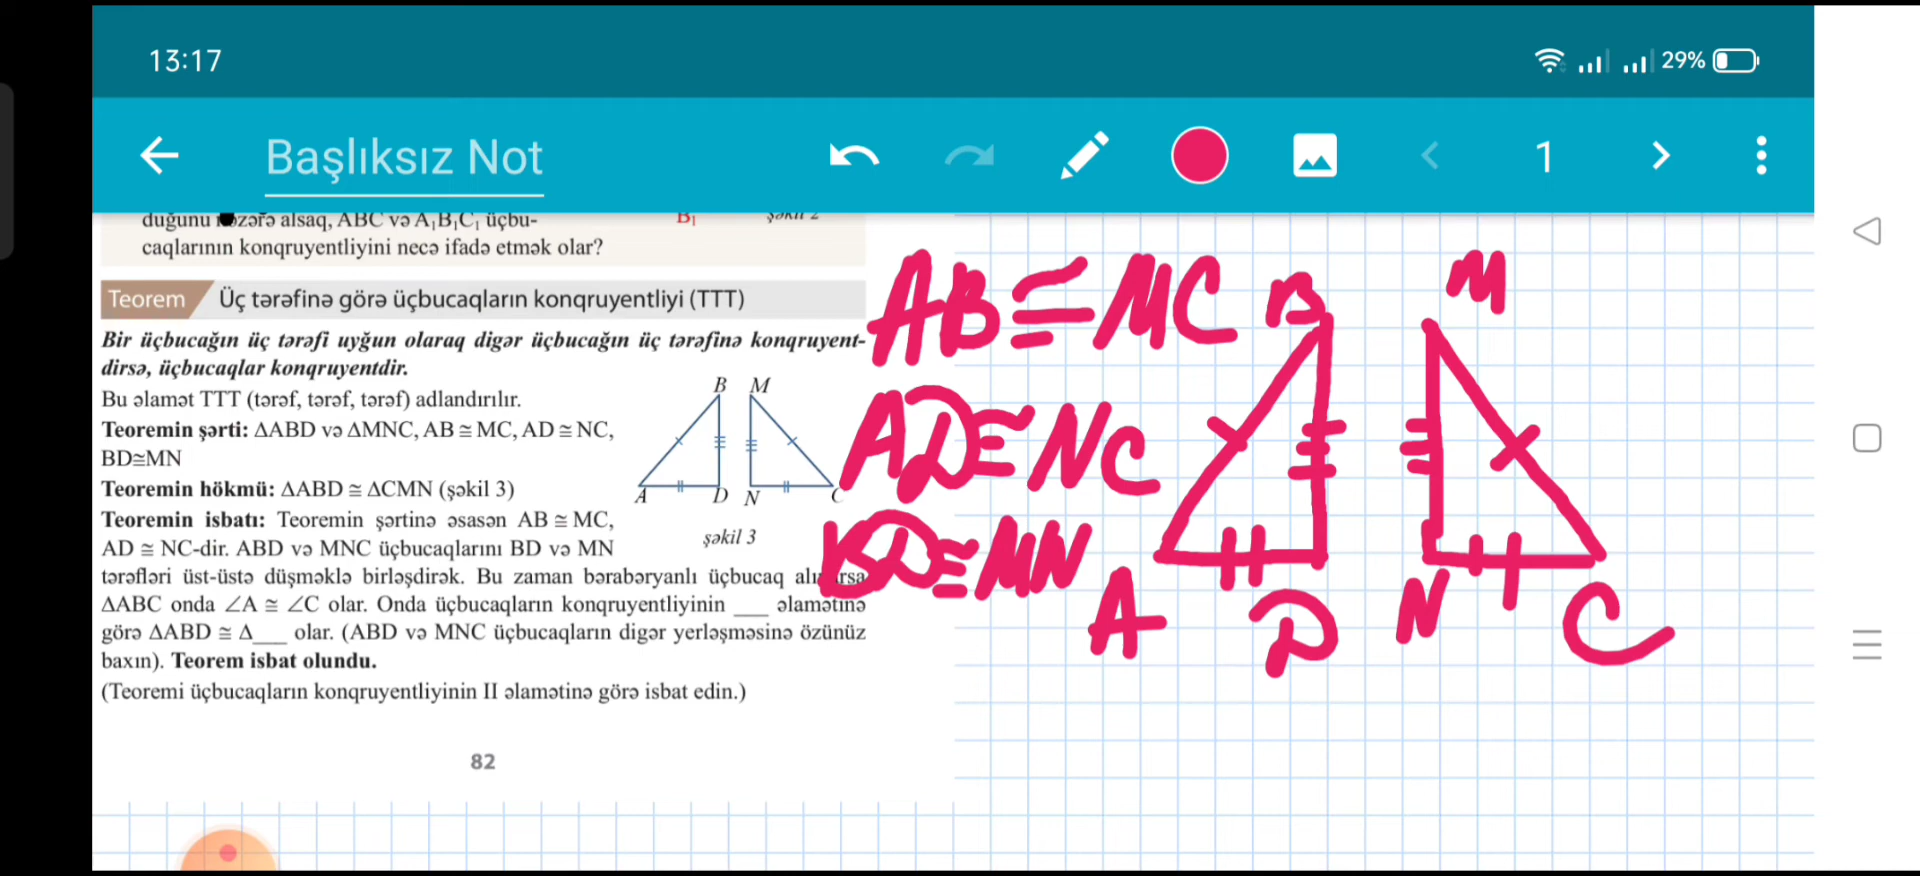 13:17
29%
Başlıksız Not
1
duğunu alsaq, ABC və A₁B₁C₁ üçbu-
B₁
şəkil 2
caqlarının konqruyentliyini necə ifadə etmək olar?
Teorem Üç tərəfinə görə üçbucaqların konqruyentliyi (TTT)
Bir üçbucağın üç tərəfi uyğun olaraq digər üçbucağın üç tərəfinə konqruyent-
dirsə, üçbucaqlar konqruyentdir.
Bu əlamət TTT (tərəf, tərəf, tərəf) adlandırılır.
Teoremin şərti: ΔABD və ΔMNC, AB ≅ MC, AD ≅ NC,
BD≅MN
Teoremin hökmü: ΔABD ≅ ΔCMN (şəkil 3)
Teoremin isbatı: Teoremin şərtinə əsasən AB ≅ MC,
AD ≅ NC-dir. ABD və MNC üçbucaqlarını BD və MN
tərəfləri üst-üstə düşməklə birləşdirək. Bu zaman bərabəryanlı üçbucaq
ΔABC onda ∠A ≅ ∠C olar. Onda üçbucaqların konqruyentliyinin ___ əlamətinə
görə ΔABD ≅ Δ___ olar. (ABD və MNC üçbucaqların digər yerləşməsinə özünüz
baxın). Teorem isbat olundu.
(Teoremi üçbucaqların konqruyentliyinin II əlamətinə görə isbat edin.)
B M
A D N C
şəkil 3
82
AB≅MC
AD≅NC
BD≅MN
B M
A D N C